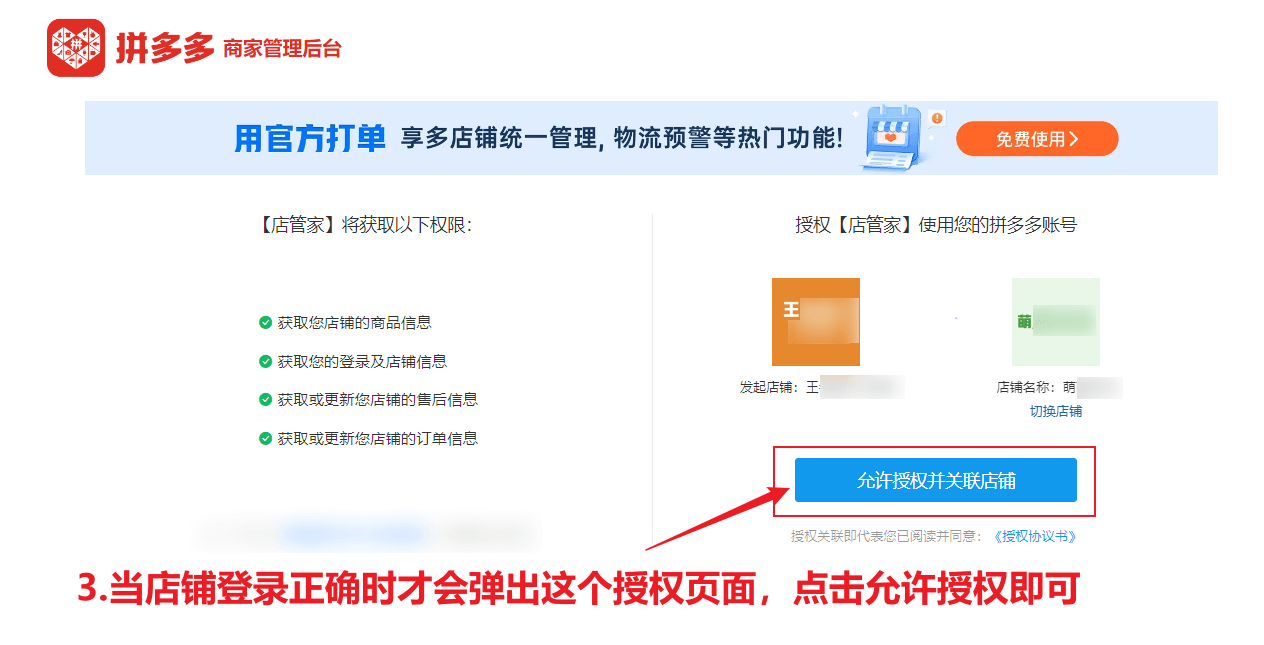 拼多多 商家管理后台
用官方打单 享多店铺统一管理, 物流预警等热门功能! 免费使用
【店管家】将获取以下权限：
获取您店铺的商品信息
获取您的登录及店铺信息
获取或更新您店铺的售后信息
获取或更新您店铺的订单信息
授权【店管家】使用您的拼多多账号
王
萌
发起店铺：王
店铺名称：萌
切换店铺
允许授权并关联店铺
授权关联即代表您已阅读并同意：《授权协议书》
3.当店铺登录正确时才会弹出这个授权页面，点击允许授权即可